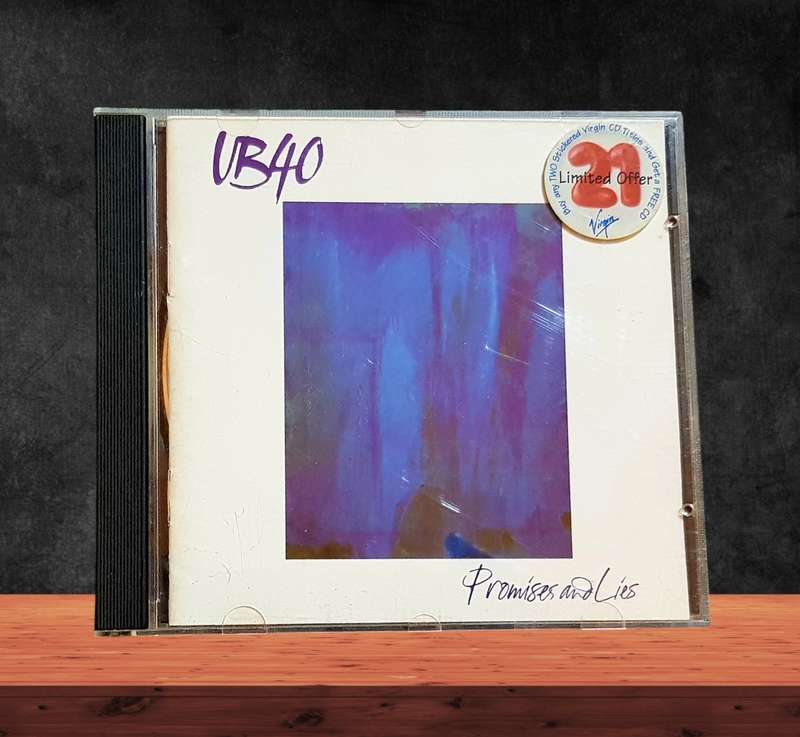 UB40
Buy any TWO Stickered Virgin CD Titles and Get a FREE CD
21
Limited Offer
Virgin
Promises and Lies